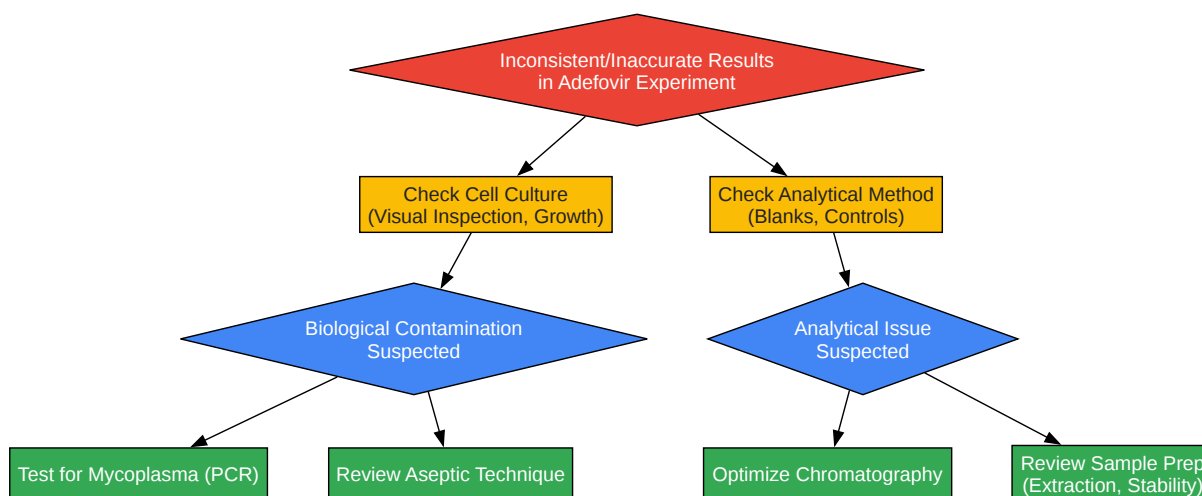 Inconsistent/Inaccurate Results
in Adefovir Experiment
Check Cell Culture
(Visual Inspection, Growth)
Check Analytical Method
(Blanks, Controls)
Biological Contamination
Suspected
Analytical Issue
Suspected
Test for Mycoplasma (PCR)
Review Aseptic Technique
Optimize Chromatography
Review Sample Prep
(Extraction, Stability)